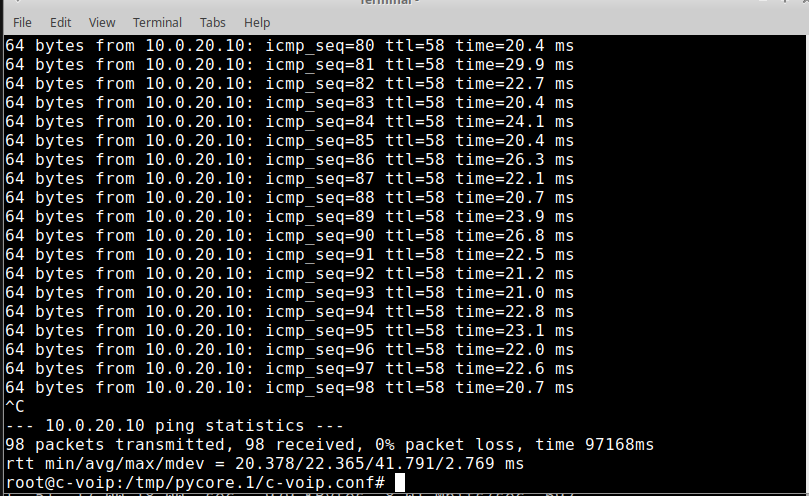 Terminal -
File Edit View Terminal Tabs Help
64 bytes from 10.0.20.10: icmp_seq=80 ttl=58 time=20.4 ms
64 bytes from 10.0.20.10: icmp_seq=81 ttl=58 time=29.9 ms
64 bytes from 10.0.20.10: icmp_seq=82 ttl=58 time=22.7 ms
64 bytes from 10.0.20.10: icmp_seq=83 ttl=58 time=20.4 ms
64 bytes from 10.0.20.10: icmp_seq=84 ttl=58 time=24.1 ms
64 bytes from 10.0.20.10: icmp_seq=85 ttl=58 time=20.4 ms
64 bytes from 10.0.20.10: icmp_seq=86 ttl=58 time=26.3 ms
64 bytes from 10.0.20.10: icmp_seq=87 ttl=58 time=22.1 ms
64 bytes from 10.0.20.10: icmp_seq=88 ttl=58 time=20.7 ms
64 bytes from 10.0.20.10: icmp_seq=89 ttl=58 time=23.9 ms
64 bytes from 10.0.20.10: icmp_seq=90 ttl=58 time=26.8 ms
64 bytes from 10.0.20.10: icmp_seq=91 ttl=58 time=22.5 ms
64 bytes from 10.0.20.10: icmp_seq=92 ttl=58 time=21.2 ms
64 bytes from 10.0.20.10: icmp_seq=93 ttl=58 time=21.0 ms
64 bytes from 10.0.20.10: icmp_seq=94 ttl=58 time=22.8 ms
64 bytes from 10.0.20.10: icmp_seq=95 ttl=58 time=23.1 ms
64 bytes from 10.0.20.10: icmp_seq=96 ttl=58 time=22.0 ms
64 bytes from 10.0.20.10: icmp_seq=97 ttl=58 time=22.6 ms
64 bytes from 10.0.20.10: icmp_seq=98 ttl=58 time=20.7 ms
^C
--- 10.0.20.10 ping statistics ---
98 packets transmitted, 98 received, 0% packet loss, time 97168ms
rtt min/avg/max/mdev = 20.378/22.365/41.791/2.769 ms
root@c-voip:/tmp/pycore.1/c-voip.conf#